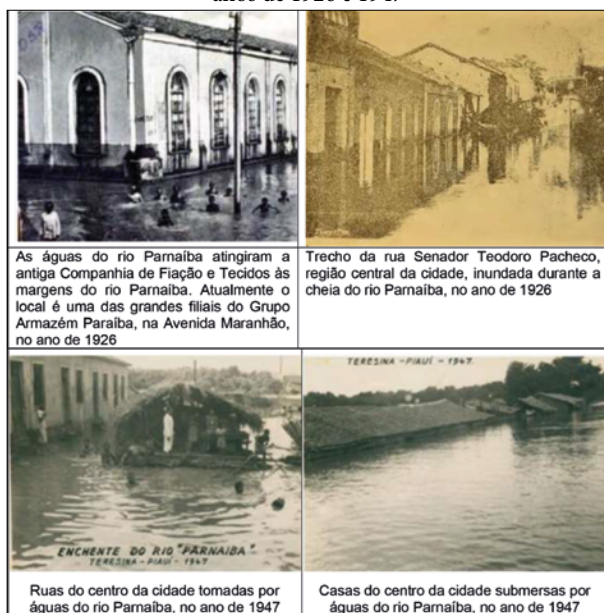 anos de 1926 e 1947
As águas do rio Parnaíba atingiram a
antiga Companhia de Fiação e Tecidos às
margens do rio Parnaíba. Atualmente o
local é uma das grandes filiais do Grupo
Armazém Paraíba, na Avenida Maranhão,
no ano de 1926
Trecho da rua Senador Teodoro Pacheco,
região central da cidade, inundada durante a
cheia do rio Parnaíba, no ano de 1926
ENCHENTE DO RIO "PARNAIBA"
TERESINA-PIAUÍ-1947
TERESINA-PIAUÍ-1947.
Ruas do centro da cidade tomadas por
águas do rio Parnaíba, no ano de 1947
Casas do centro da cidade submersas por
águas do rio Parnaíba, no ano de 1947